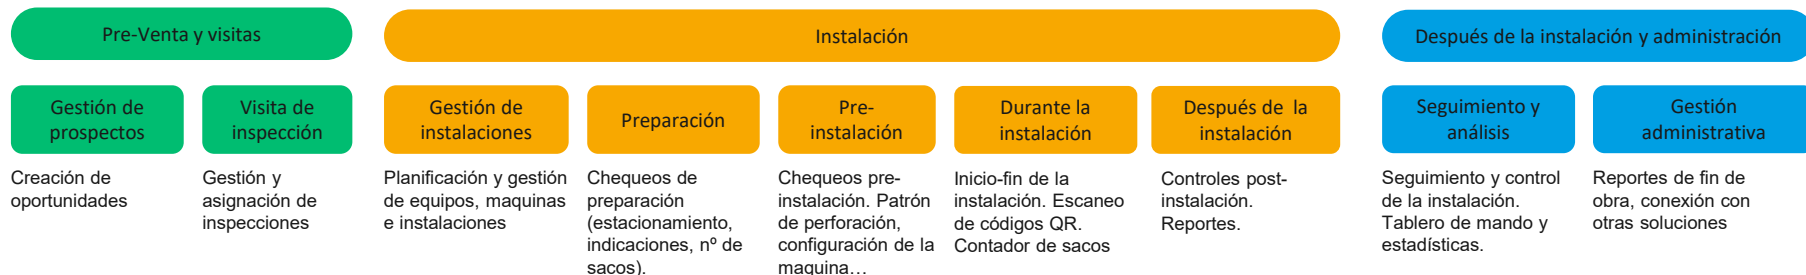 Pre-Venta y visitas
Instalación
Después de la instalación y administración
Gestión de
prospectos
Visita de
inspección
Gestión de
instalaciones
Preparación
Pre-
instalación
Durante la
instalación
Después de la
instalación
Seguimiento y
análisis
Gestión
administrativa
Creación de
oportunidades
Gestión y
asignación de
inspecciones
Planificación y gestión
de equipos, maquinas
e instalaciones
Chequeos de
preparación
(estacionamiento,
indicaciones, nº de
sacos).
Chequeos pre-
instalación. Patrón
de perforación,
configuración de la
maquina…
Inicio-fin de la
instalación. Escaneo
de códigos QR.
Contador de sacos
Controles post-
instalación.
Reportes.
Seguimiento y control
de la instalación.
Tablero de mando y
estadísticas.
Reportes de fin de
obra, conexión con
otras soluciones